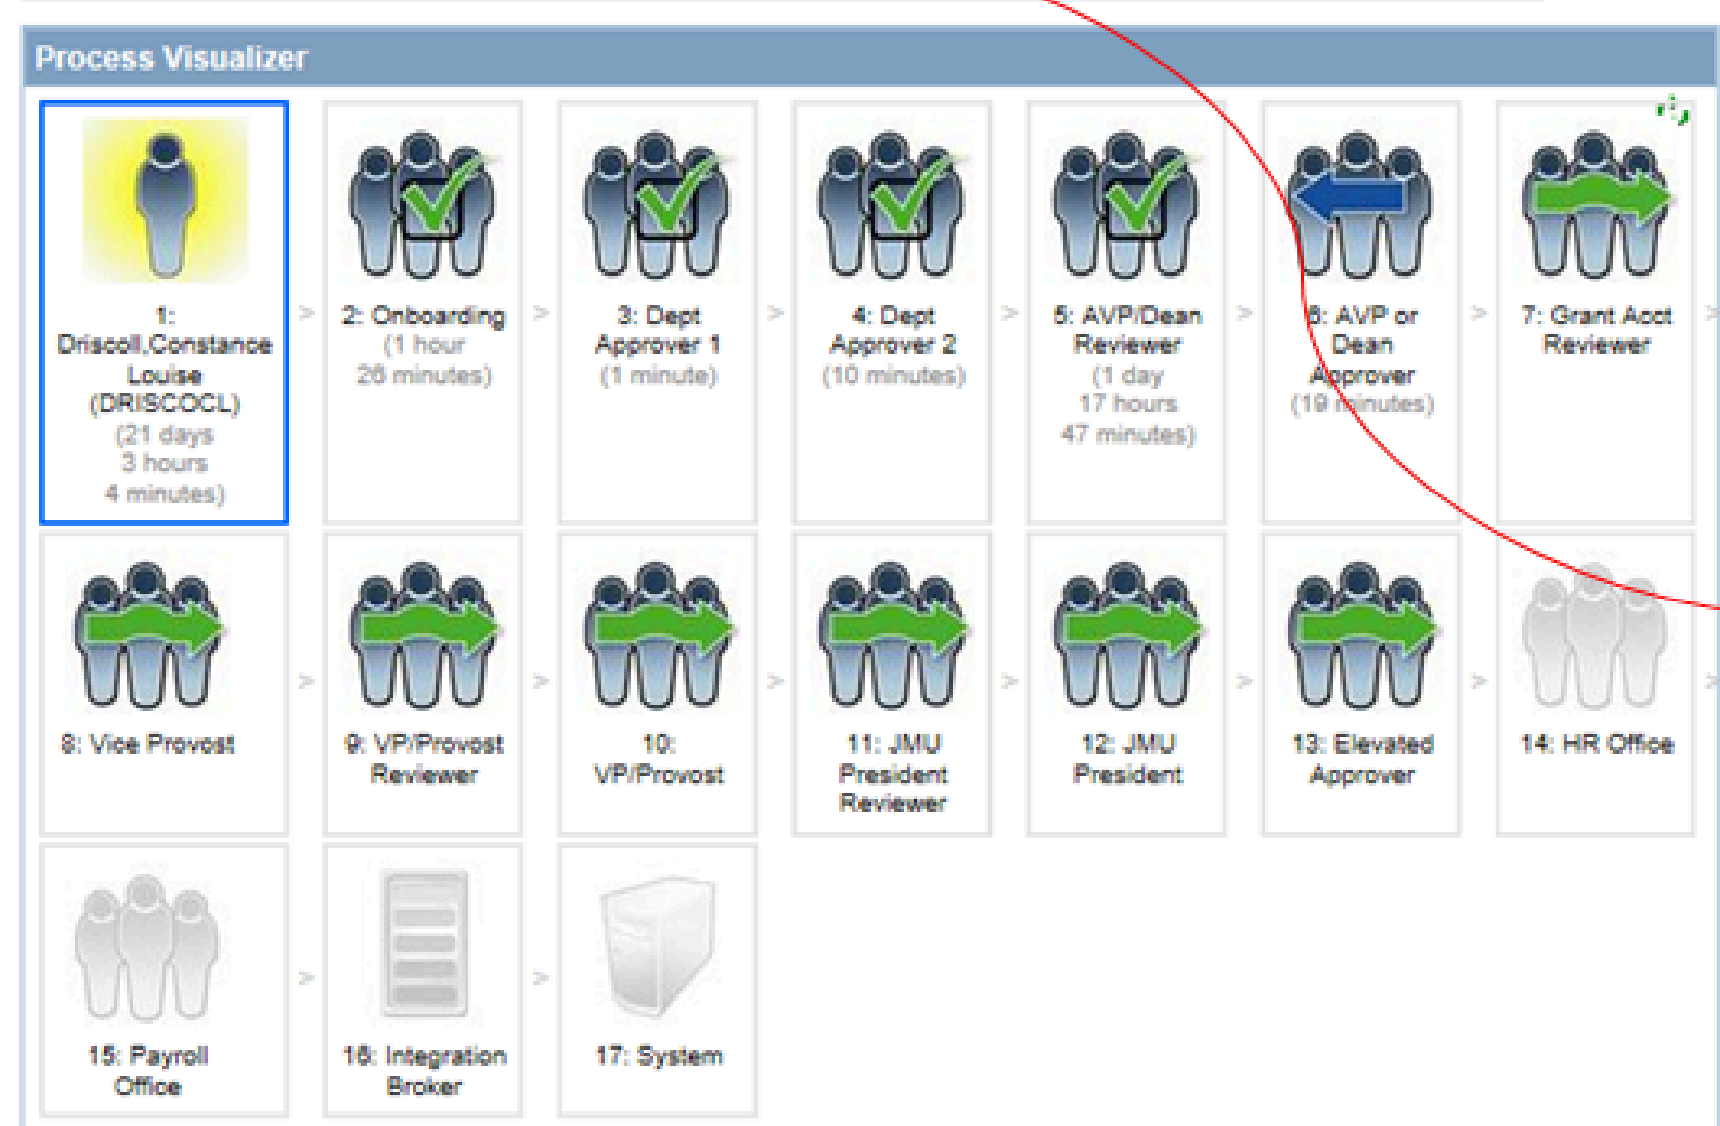 Process Visualizer
1:
Driscoll,Constance
Louise
(DRISCOCL)
(21 days
3 hours
4 minutes)
>
2: Onboarding
(1 hour
26 minutes)
>
3: Dept
Approver 1
(1 minute)
>
4: Dept
Approver 2
(10 minutes)
>
5: AVP/Dean
Reviewer
(1 day
17 hours
47 minutes)
>
6: AVP or
Dean
Approver
(19 minutes)
>
7: Grant Acct
Reviewer
>
8: Vice Provost
>
9: VP/Provost
Reviewer
>
10:
VP/Provost
>
11: JMU
President
Reviewer
>
12: JMU
President
>
13: Elevated
Approver
>
14: HR Office
>
15: Payroll
Office
>
16: Integration
Broker
>
17: System